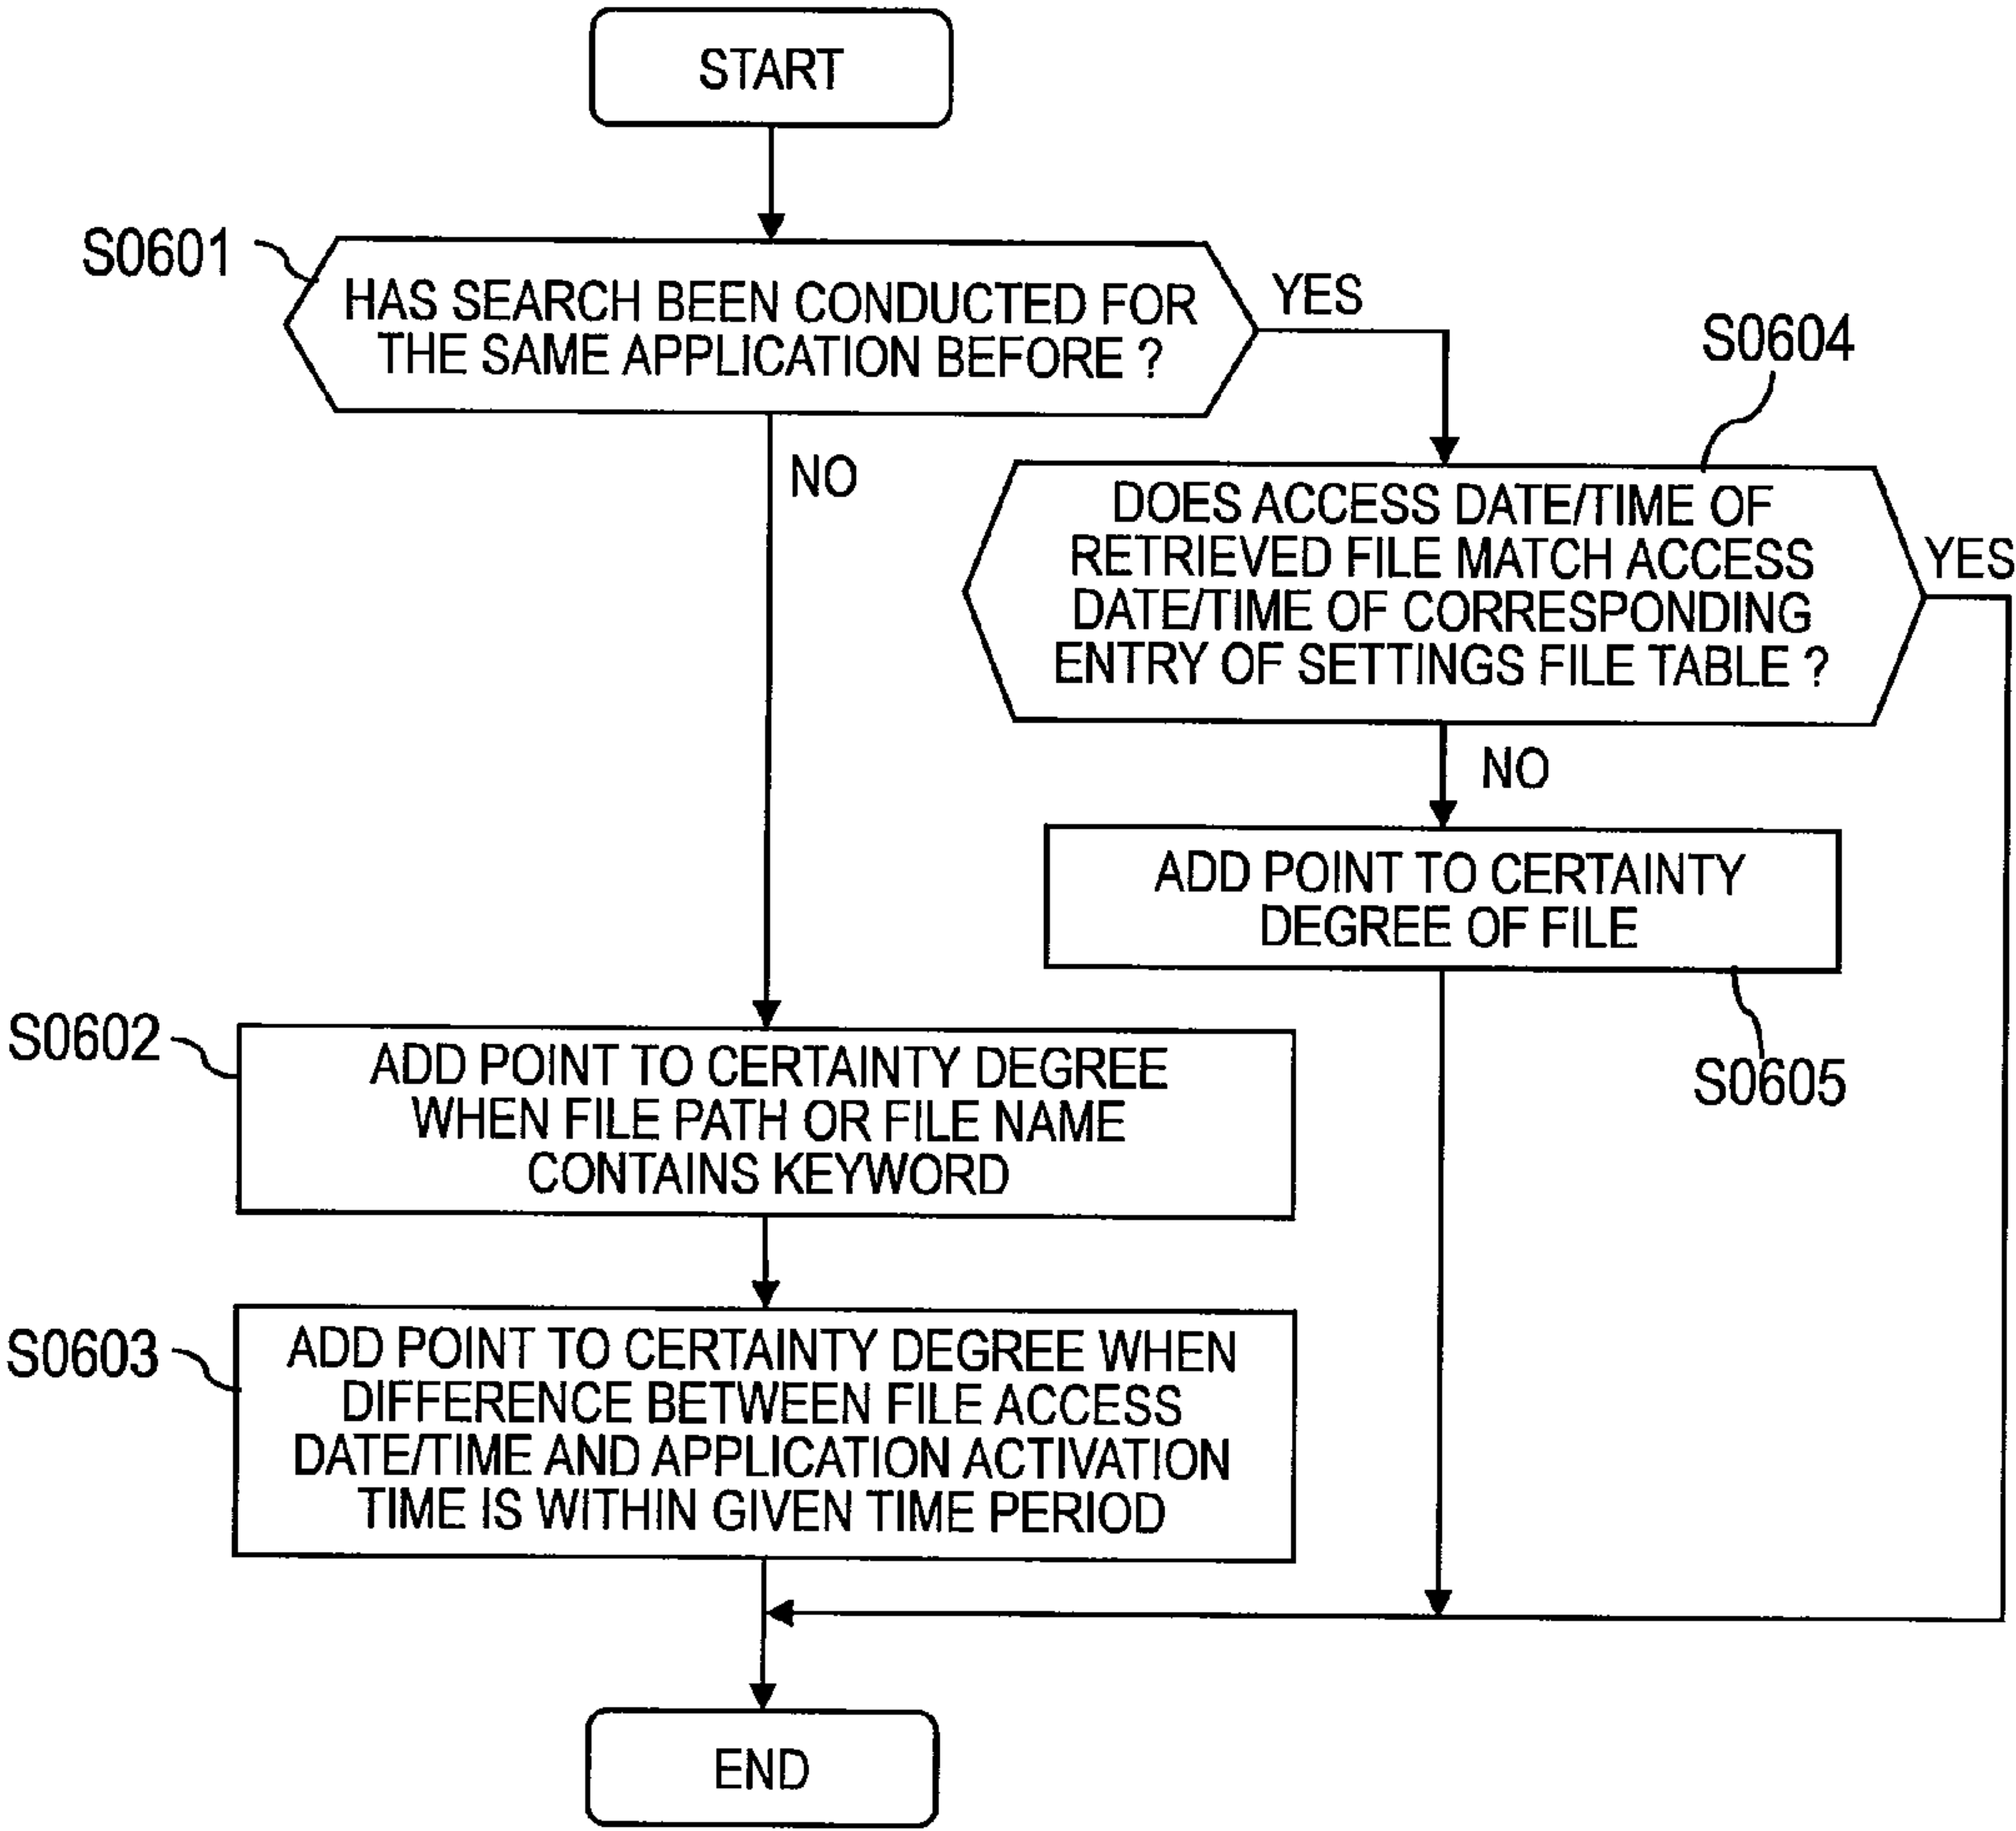 START
S0601
HAS SEARCH BEEN CONDUCTED FOR
THE SAME APPLICATION BEFORE ?
YES
NO
S0604
DOES ACCESS DATE/TIME OF
RETRIEVED FILE MATCH ACCESS
DATE/TIME OF CORRESPONDING
ENTRY OF SETTINGS FILE TABLE ?
YES
NO
ADD POINT TO CERTAINTY
DEGREE OF FILE
S0605
S0602
ADD POINT TO CERTAINTY DEGREE
WHEN FILE PATH OR FILE NAME
CONTAINS KEYWORD
S0603
ADD POINT TO CERTAINTY DEGREE WHEN
DIFFERENCE BETWEEN FILE ACCESS
DATE/TIME AND APPLICATION ACTIVATION
TIME IS WITHIN GIVEN TIME PERIOD
END